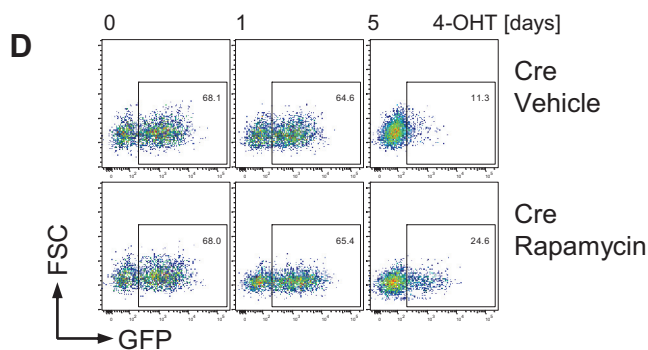 D
0 1 5 4-OHT [days]
68.1 64.6 11.3
Cre
Vehicle
68.0 65.4 24.6
Cre
Rapamycin
FSC
GFP